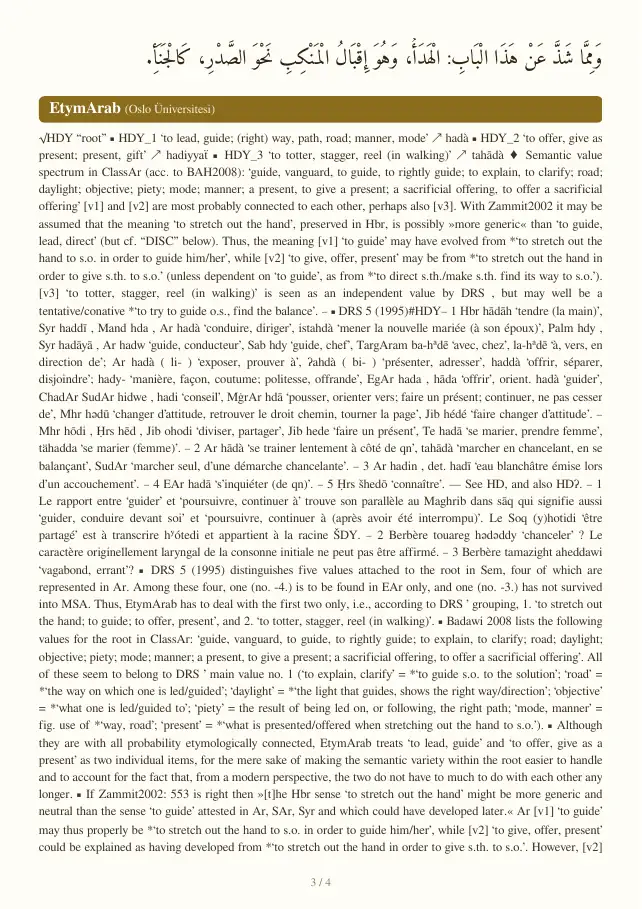 وَمِمَّا شَذَّ عَنْ هَذَا الْبَابِ: الْهَدَأُ، وَهُوَ إِقْبَالُ الْمَنْكِبِ نَحْوَ الصَّدْرِ، كَالْجَنَأِ.
EtymArab (Oslo Üniversitesi)
√HDY “root” ▪ HDY_1 ‘to lead, guide; (right) way, path, road; manner, mode’ ↗ hadà ▪ HDY_2 ‘to offer, give as
present; present, gift’ ↗ hadiyyaẗ ▪ HDY_3 ‘to totter, stagger, reel (in walking)’ ↗ tahādà ♦ Semantic value
spectrum in ClassAr (acc. to BAH2008): ‘guide, vanguard, to guide, to rightly guide; to explain, to clarify; road;
daylight; objective; piety; mode; manner; a present, to give a present; a sacrificial offering, to offer a sacrificial
offering’ [v1] and [v2] are most probably connected to each other, perhaps also [v3]. With Zammit2002 it may be
assumed that the meaning ‘to stretch out the hand’, preserved in Hbr, is possibly »more generic« than ‘to guide,
lead, direct’ (but cf. “DISC” below). Thus, the meaning [v1] ‘to guide’ may have evolved from *‘to stretch out the
hand to s.o. in order to guide him/her’, while [v2] ‘to give, offer, present’ may be from *‘to stretch out the hand in
order to give s.th. to s.o.’ (unless dependent on ‘to guide’, as from *‘to direct s.th./make s.th. find its way to s.o.’).
[v3] ‘to totter, stagger, reel (in walking)’ is seen as an independent value by DRS , but may well be a
tentative/conative *‘to try to guide o.s., find the balance’. – ▪ DRS 5 (1995)#HDY– 1 Hbr hādāh ‘tendre (la main)’,
Syr haddī , Mand hda , Ar hadà ‘conduire, diriger’, istahdà ‘mener la nouvelle mariée (à son époux)’, Palm hdy ,
Syr hadāyā , Ar hadw ‘guide, conducteur’, Sab hdy ‘guide, chef’, TargAram ba-hᵃdē ‘avec, chez’, la-hᵃdē ‘à, vers, en
direction de’; Ar hadà ( li- ) ‘exposer, prouver à’, ʔahdà ( bi- ) ‘présenter, adresser’, haddà ‘offrir, séparer,
disjoindre’; hady- ‘manière, façon, coutume; politesse, offrande’, EgAr hada , hāda ‘offrir’, orient. hadà ‘guider’,
ChadAr SudAr hidwe , hadi ‘conseil’, MġrAr hdā ‘pousser, orienter vers; faire un présent; continuer, ne pas cesser
de’, Mhr hədū ‘changer d’attitude, retrouver le droit chemin, tourner la page’, Jib hédé ‘faire changer d’attitude’. –
Mhr hōdi , Ḥrs hēd , Jib ohodi ‘diviser, partager’, Jib hede ‘faire un présent’, Te hadā ‘se marier, prendre femme’,
tähadda ‘se marier (femme)’. – 2 Ar hādà ‘se trainer lentement à côté de qn’, tahādà ‘marcher en chancelant, en se
balançant’, SudAr ‘marcher seul, d’une démarche chancelante’. – 3 Ar hadin , det. hadī ‘eau blanchâtre émise lors
d’un accouchement’. – 4 EAr hadā ‘s’inquiéter (de qn)’. – 5 Ḥrs šhedō ‘connaître’. — See HD, and also HDʔ. – 1
Le rapport entre ‘guider’ et ‘poursuivre, continuer à’ trouve son parallèle au Maghrib dans sāq qui signifie aussi
‘guider, conduire devant soi’ et ‘poursuivre, continuer à (après avoir été interrompu)’. Le Soq (y)hotidi ‘être
partagé’ est à transcrire hʸótedi et appartient à la racine ŠDY. – 2 Berbère touareg hədəddy ‘chanceler’ ? Le
caractère originellement laryngal de la consonne initiale ne peut pas être affirmé. – 3 Berbère tamazight aheddawi
‘vagabond, errant’? ▪ DRS 5 (1995) distinguishes five values attached to the root in Sem, four of which are
represented in Ar. Among these four, one (no. -4.) is to be found in EAr only, and one (no. -3.) has not survived
into MSA. Thus, EtymArab has to deal with the first two only, i.e., according to DRS ’ grouping, 1. ‘to stretch out
the hand; to guide; to offer, present’, and 2. ‘to totter, stagger, reel (in walking)’. ▪ Badawi 2008 lists the following
values for the root in ClassAr: ‘guide, vanguard, to guide, to rightly guide; to explain, to clarify; road; daylight;
objective; piety; mode; manner; a present, to give a present; a sacrificial offering, to offer a sacrificial offering’. All
of these seem to belong to DRS ’ main value no. 1 (‘to explain, clarify’ = *‘to guide s.o. to the solution’; ‘road’ =
*‘the way on which one is led/guided’; ‘daylight’ = *‘the light that guides, shows the right way/direction’; ‘objective’
= *‘what one is led/guided to’; ‘piety’ = the result of being led on, or following, the right path; ‘mode, manner’ =
fig. use of *‘way, road’; ‘present’ = *‘what is presented/offered when stretching out the hand to s.o.’). ▪ Although
they are with all probability etymologically connected, EtymArab treats ‘to lead, guide’ and ‘to offer, give as a
present’ as two individual items, for the mere sake of making the semantic variety within the root easier to handle
and to account for the fact that, from a modern perspective, the two do not have to much to do with each other any
longer. ▪ If Zammit2002: 553 is right then »[t]he Hbr sense ‘to stretch out the hand’ might be more generic and
neutral than the sense ‘to guide’ attested in Ar, SAr, Syr and which could have developed later.« Ar [v1] ‘to guide’
may thus properly be *‘to stretch out the hand to s.o. in order to guide him/her’, while [v2] ‘to give, offer, present’
could be explained as having developed from *‘to stretch out the hand in order to give s.th. to s.o.’. However, [v2]
3 / 4